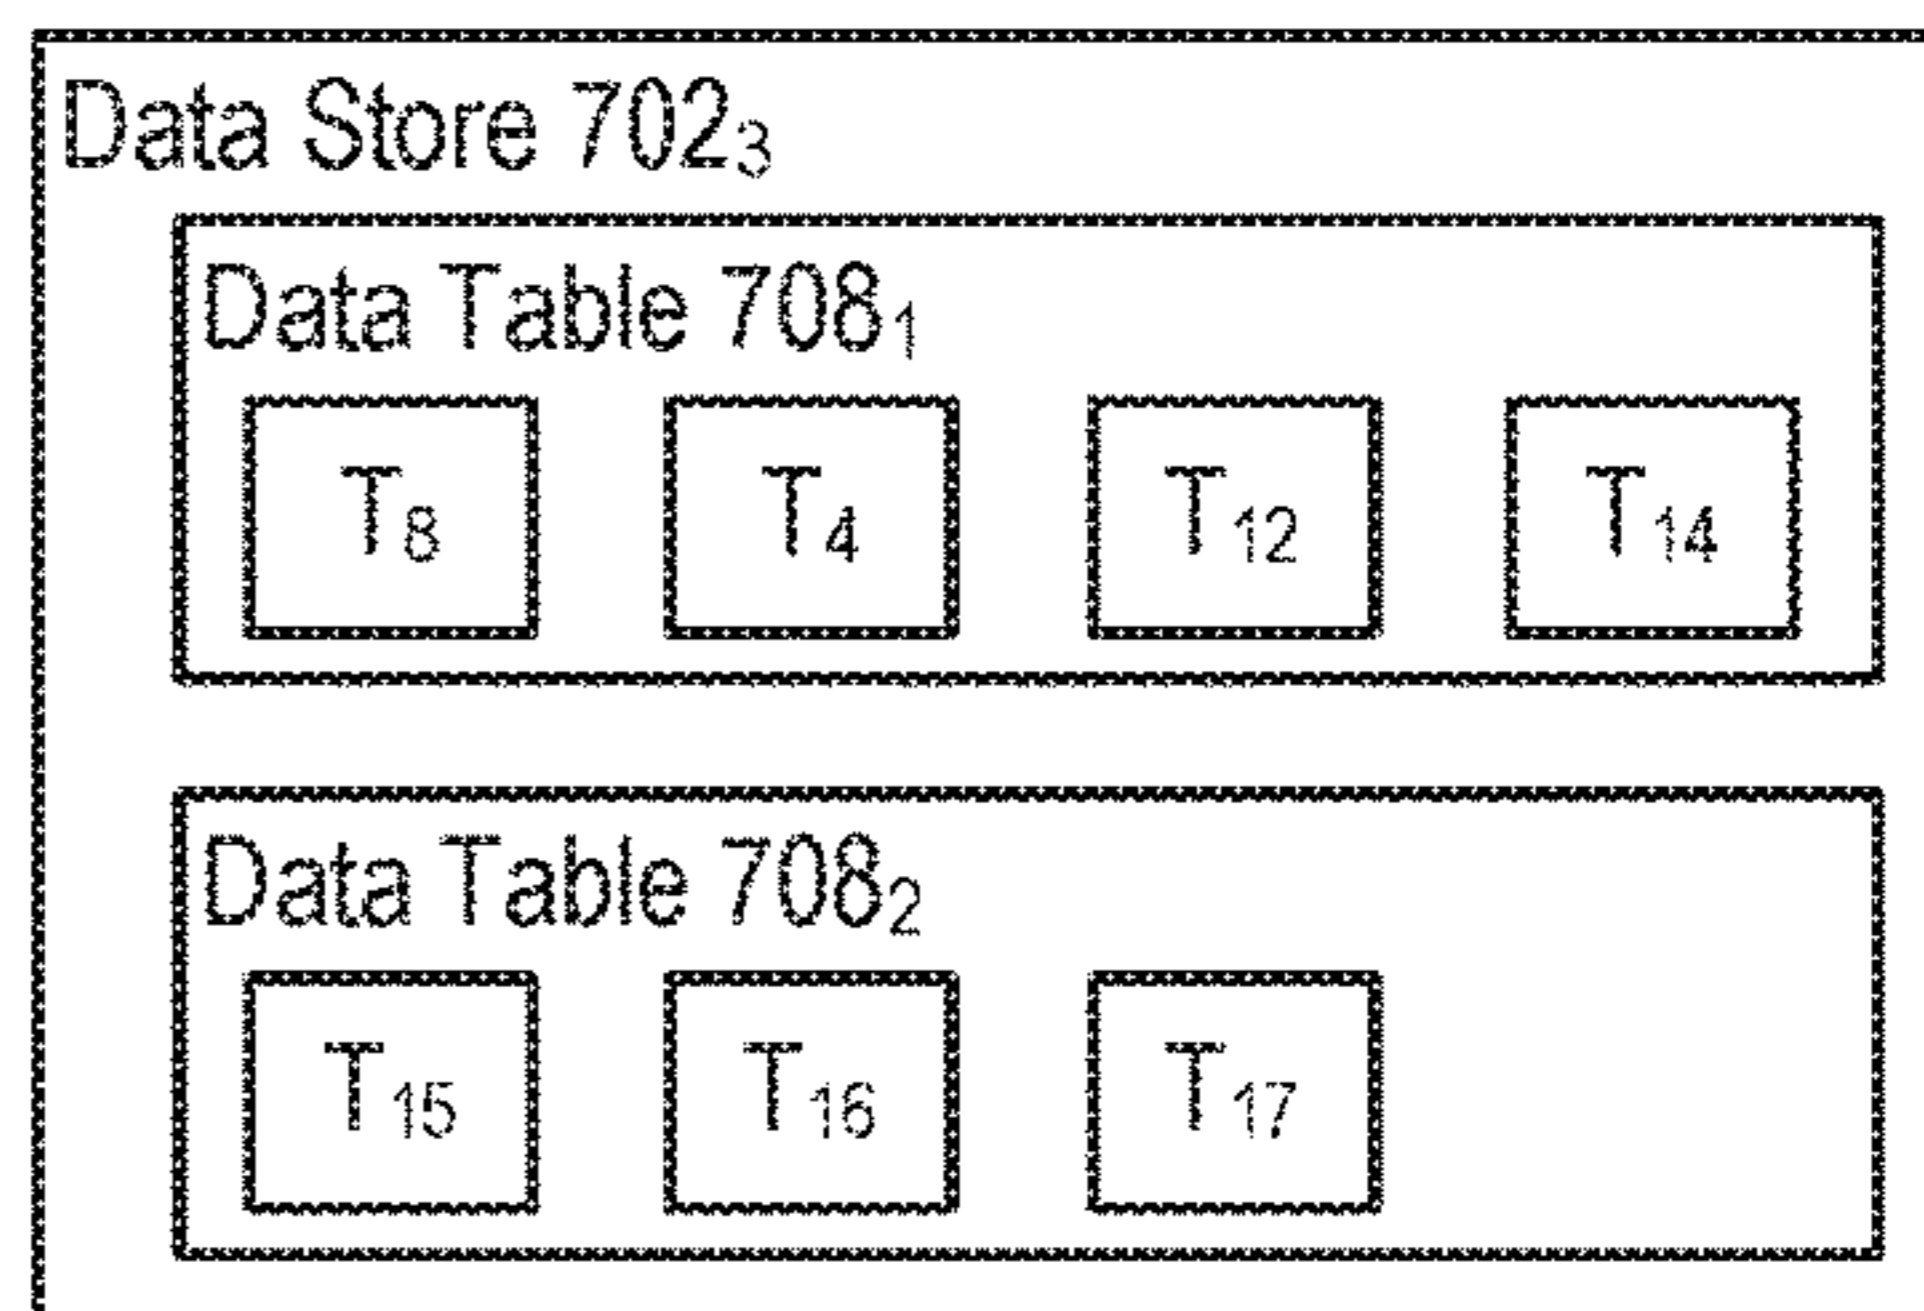 Data Store 702₃
Data Table 708₁
T₈ T₄ T₁₂ T₁₄
Data Table 708₂
T₁₅ T₁₆ T₁₇